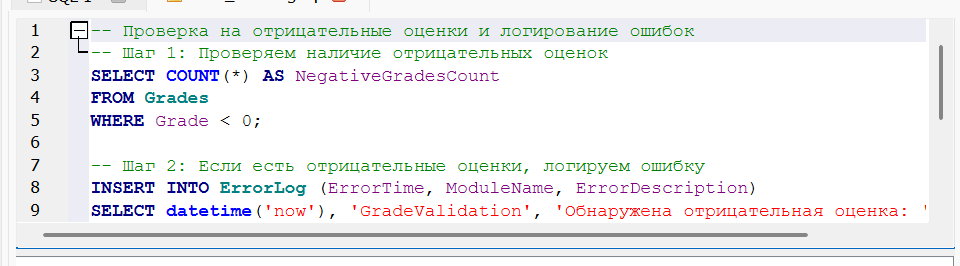 1 -- Проверка на отрицательные оценки и логирование ошибок
2 -- Шаг 1: Проверяем наличие отрицательных оценок
3 SELECT COUNT(*) AS NegativeGradesCount
4 FROM Grades
5 WHERE Grade < 0;
6
7 -- Шаг 2: Если есть отрицательные оценки, логируем ошибку
8 INSERT INTO ErrorLog (ErrorTime, ModuleName, ErrorDescription)
9 SELECT datetime('now'), 'GradeValidation', 'Обнаружена отрицательная оценка: '